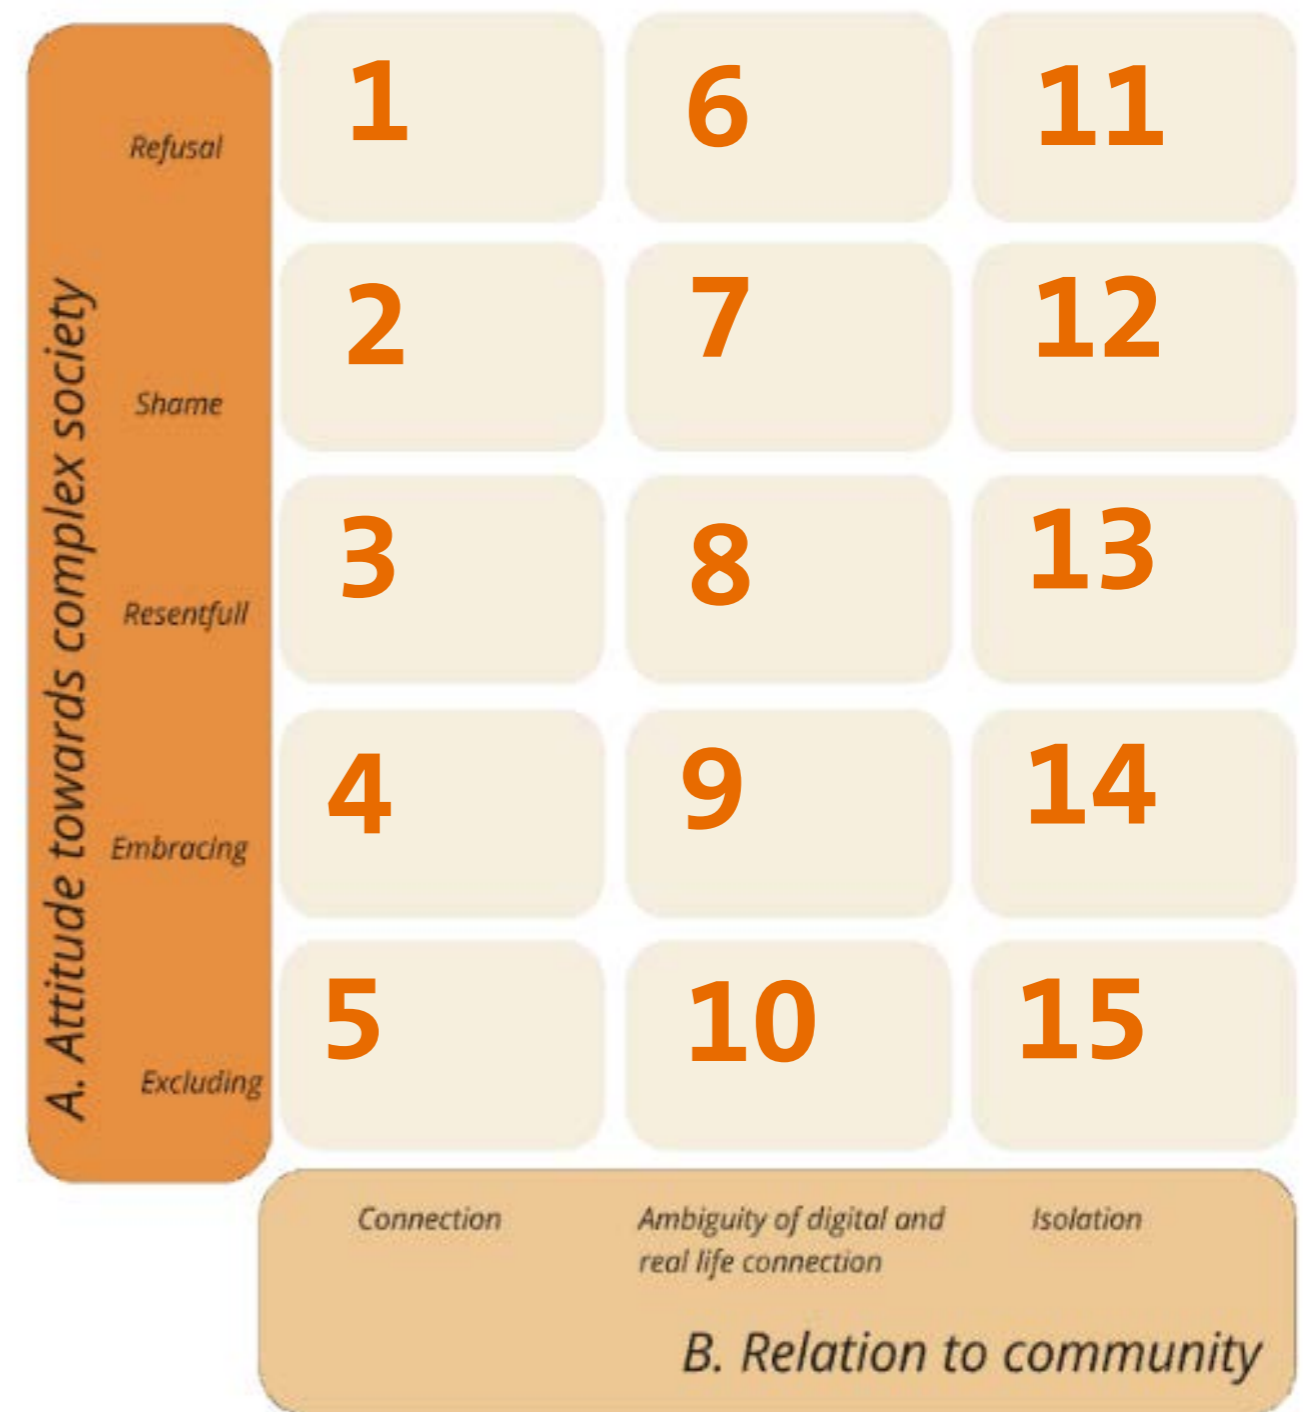 A. Attitude towards complex society
Refusal
1
6
11
Shame
2
7
12
Resentfull
3
8
13
Embracing
4
9
14
Excluding
5
10
15
Connection
Ambiguity of digital and
real life connection
Isolation
B. Relation to community